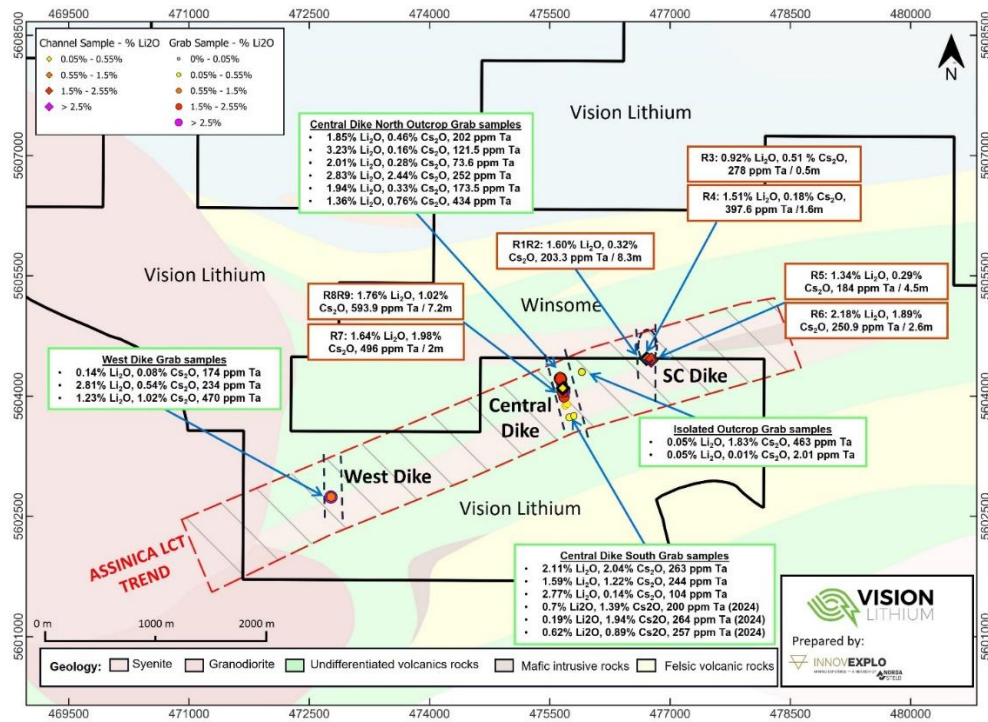 469500 471000 472500 474000 475500 477000 478500 480000
5608500
5607000
5605500
5604000
5602500
5601000
5608500
5607000
5605500
5604000
5602500
5601000
Channel Sample - % Li2O
0.05% - 0.55%
0.55% - 1.5%
1.5% - 2.55%
> 2.5%
Grab Sample - % Li2O
0% - 0.05%
0.05% - 0.55%
0.55% - 1.5%
1.5% - 2.55%
> 2.5%
N
Vision Lithium
Central Dike North Outcrop Grab samples
• 1.85% Li₂O, 0.46% Cs₂O, 202 ppm Ta
• 3.23% Li₂O, 0.16% Cs₂O, 121.5 ppm Ta
• 2.01% Li₂O, 0.28% Cs₂O, 73.6 ppm Ta
• 2.83% Li₂O, 2.44% Cs₂O, 252 ppm Ta
• 1.94% Li₂O, 0.33% Cs₂O, 173.5 ppm Ta
• 1.36% Li₂O, 0.76% Cs₂O, 434 ppm Ta
R3: 0.92% Li₂O, 0.51 % Cs₂O,
278 ppm Ta / 0.5m
R4: 1.51% Li₂O, 0.18% Cs₂O,
397.6 ppm Ta /1.6m
R1R2: 1.60% Li₂O, 0.32%
Cs₂O, 203.3 ppm Ta / 8.3m
Vision Lithium
Winsome
R5: 1.34% Li₂O, 0.29%
Cs₂O, 184 ppm Ta / 4.5m
R6: 2.18% Li₂O, 1.89%
Cs₂O, 250.9 ppm Ta / 2.6m
R8R9: 1.76% Li₂O, 1.02%
Cs₂O, 593.9 ppm Ta / 7.2m
R7: 1.64% Li₂O, 1.98%
Cs₂O, 496 ppm Ta / 2m
West Dike Grab samples
• 0.14% Li₂O, 0.08% Cs₂O, 174 ppm Ta
• 2.81% Li₂O, 0.54% Cs₂O, 234 ppm Ta
• 1.23% Li₂O, 1.02% Cs₂O, 470 ppm Ta
SC Dike
Central
Dike
West Dike
Isolated Outcrop Grab samples
• 0.05% Li₂O, 1.83% Cs₂O, 463 ppm Ta
• 0.05% Li₂O, 0.01% Cs₂O, 2.01 ppm Ta
Vision Lithium
ASSINICA LCT
TREND
Central Dike South Grab samples
• 2.11% Li₂O, 2.04% Cs₂O, 263 ppm Ta
• 1.59% Li₂O, 1.22% Cs₂O, 244 ppm Ta
• 2.77% Li₂O, 0.14% Cs₂O, 104 ppm Ta
• 0.7% Li2O, 1.39% Cs2O, 200 ppm Ta (2024)
• 0.19% Li2O, 1.94% Cs2O, 264 ppm Ta (2024)
• 0.62% Li2O, 0.89% Cs2O, 257 ppm Ta (2024)
VISION
LITHIUM
Prepared by:
INNOVEXPLO
NORDA
STELO
0 1000 m 2000 m
Geology: Syenite Granodiorite Undifferentiated volcanics rocks Mafic intrusive rocks Felsic volcanic rocks
469500 471000 472500 474000 475500 477000 478500 480000